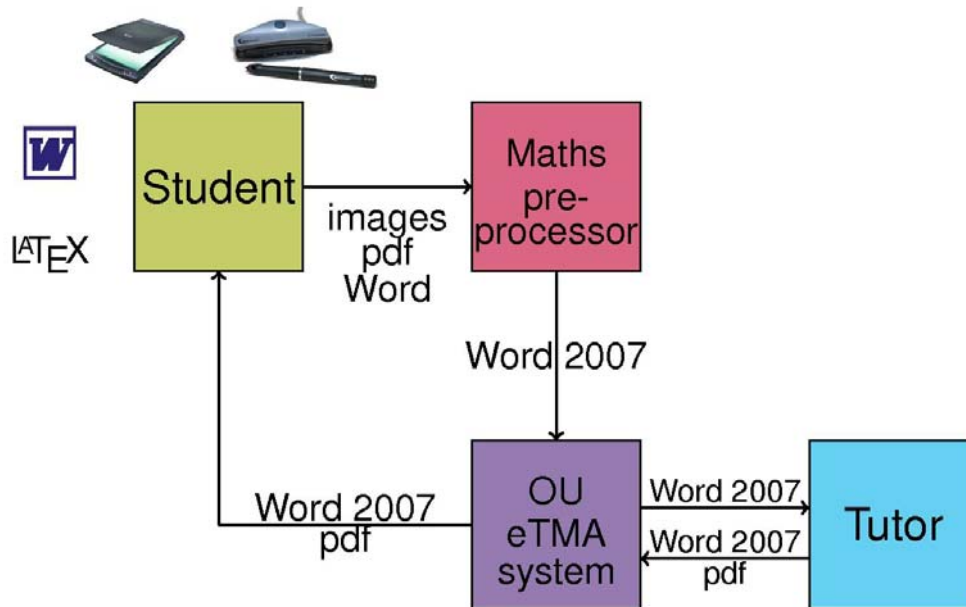 W
LATEX
Student
images
pdf
Word
Maths
pre-
processor
Word 2007
OU
eTMA
system
Word 2007
Tutor
Word 2007
pdf
Word 2007
pdf